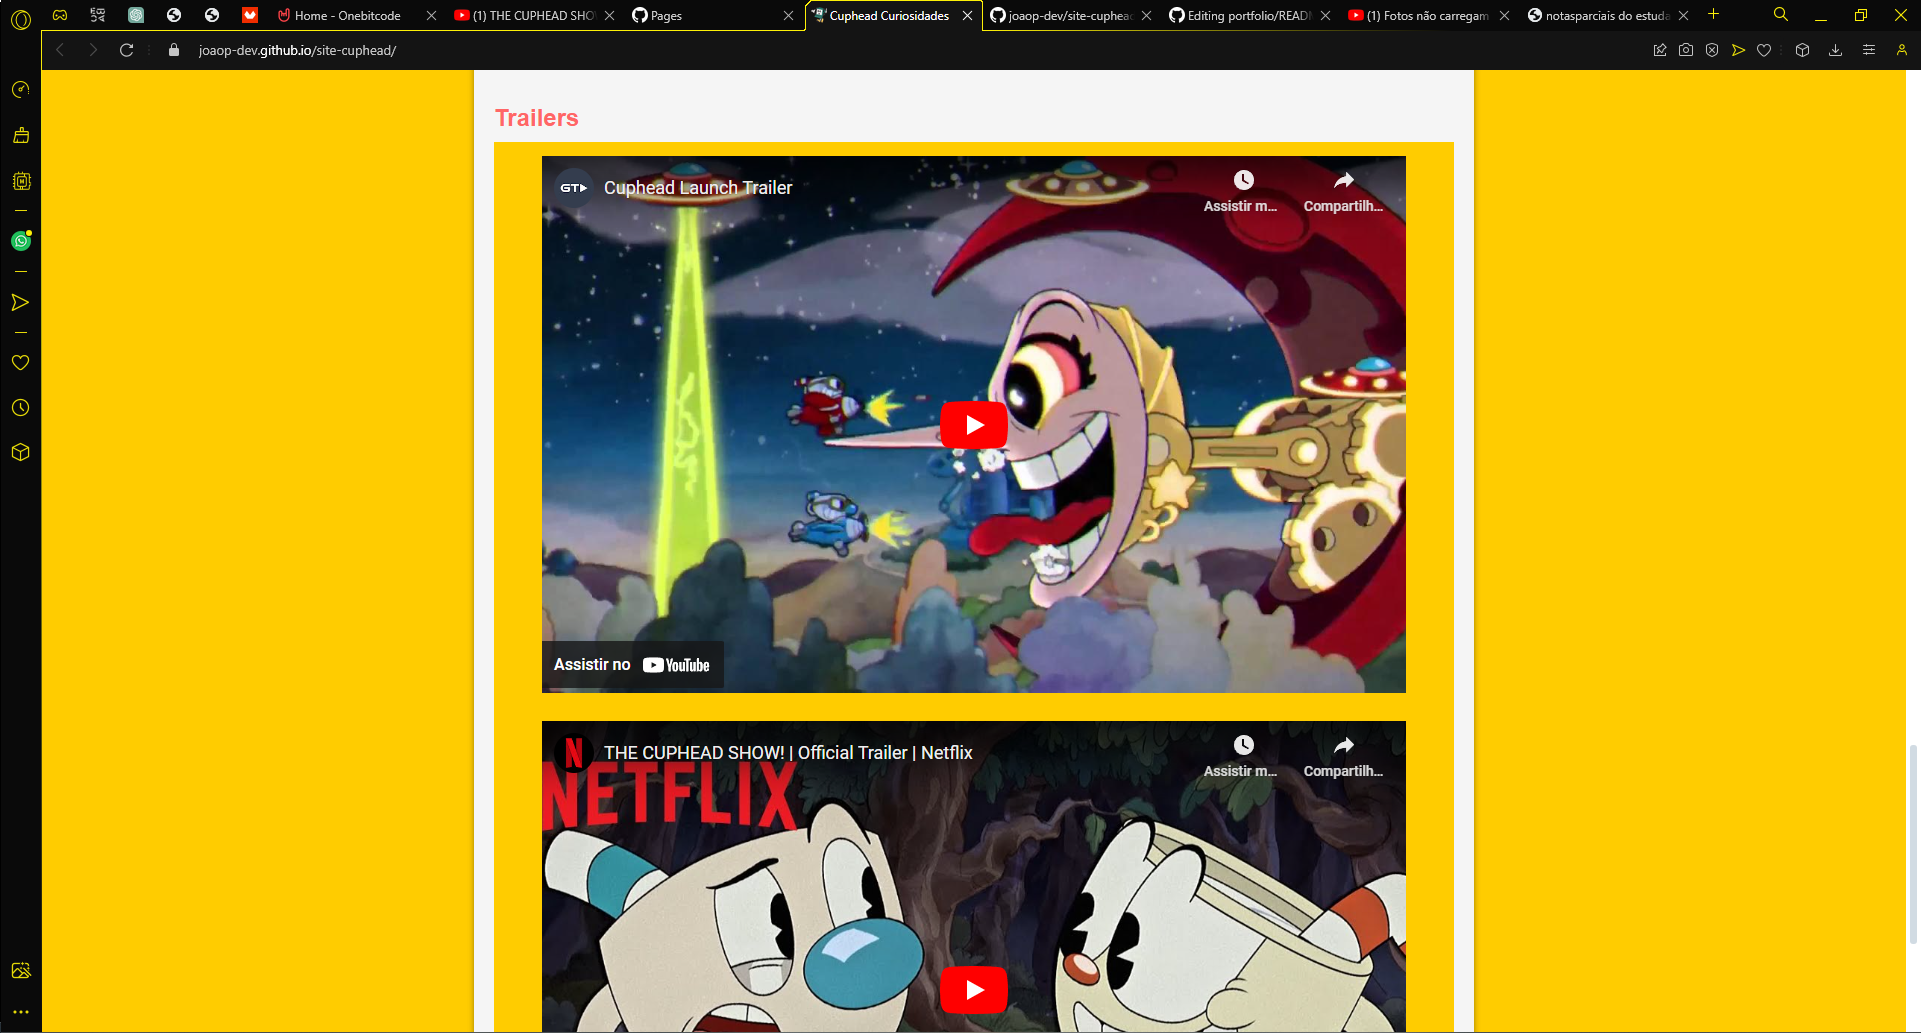 Home - Onebitcode
(1) THE CUPHEAD SHO
Pages
Cuphead Curiosidades
joaop-dev/site-cuphea
Editing portfolio/READ
(1) Fotos não carregam
notasparciais do estuda
joaop-dev.github.io/site-cuphead/
Trailers
GT
Cuphead Launch Trailer
Assistir m...
Compartilh...
Assistir no YouTube
N
THE CUPHEAD SHOW! | Official Trailer | Netflix
Assistir m...
Compartilh...
NETFLIX